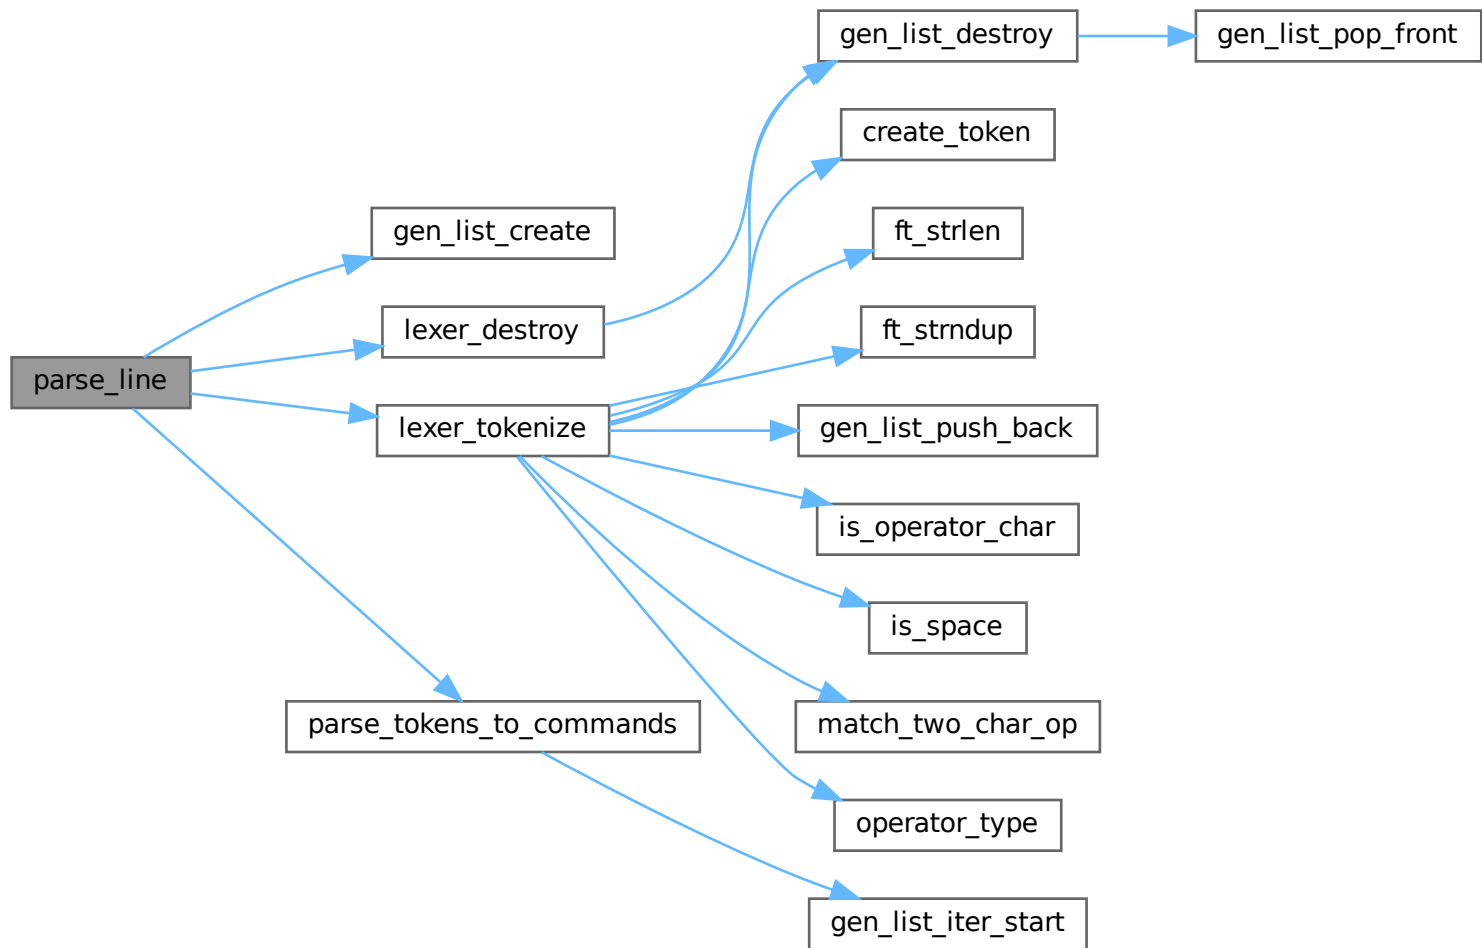 gen_list_destroy
gen_list_pop_front
create_token
gen_list_create
ft_strlen
lexer_destroy
ft_strndup
parse_line
lexer_tokenize
gen_list_push_back
is_operator_char
is_space
parse_tokens_to_commands
match_two_char_op
operator_type
gen_list_iter_start